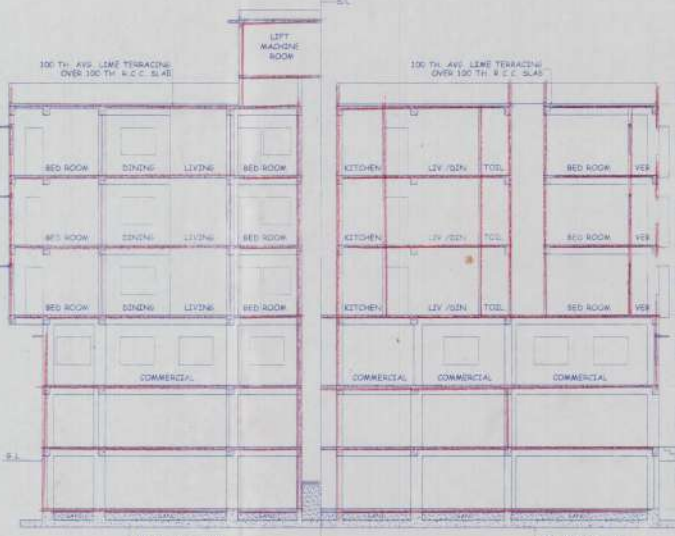 LIFT
MACHINE
ROOM
100 TH. AVG. LIME TERRACING
OVER 100 TH. R.C.C. SLAB
100 TH. AVG. LIME TERRACING
OVER 100 TH. R.C.C. SLAB
BED ROOM DINING LIVING BED ROOM KITCHEN LIV /DIN TOIL BED ROOM VER
BED ROOM DINING LIVING BED ROOM KITCHEN LIV /DIN TOIL BED ROOM VER
BED ROOM DINING LIVING BED ROOM KITCHEN LIV /DIN TOIL BED ROOM VER
COMMERCIAL COMMERCIAL COMMERCIAL COMMERCIAL
G.L